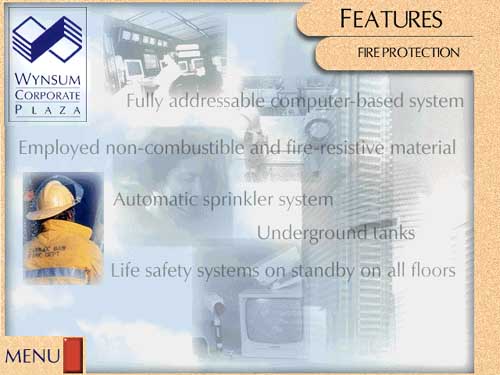 FEATURES
FIRE PROTECTION
WYNSUM
CORPORATE
PLAZA
Fully addressable computer-based system
Employed non-combustible and fire-resistive material
Automatic sprinkler system
Underground tanks
Life safety systems on standby on all floors
MENU